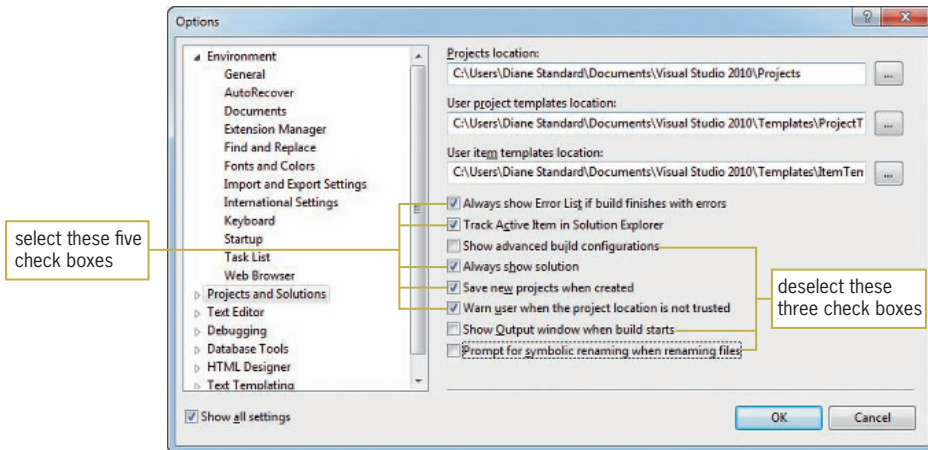 Options
Environment
General
AutoRecover
Documents
Extension Manager
Find and Replace
Fonts and Colors
Import and Export Settings
International Settings
Keyboard
Startup
Task List
Web Browser
Projects and Solutions
Text Editor
Debugging
Database Tools
HTML Designer
Text Templating
Show all settings
Projects location:
C:\Users\Diane Standard\Documents\Visual Studio 2010\Projects
...
User project templates location:
C:\Users\Diane Standard\Documents\Visual Studio 2010\Templates\ProjectT
...
User item templates location:
C:\Users\Diane Standard\Documents\Visual Studio 2010\Templates\ItemTem
...
Always show Error List if build finishes with errors
Track Active Item in Solution Explorer
Show advanced build configurations
Always show solution
Save new projects when created
Warn user when the project location is not trusted
Show Output window when build starts
Prompt for symbolic renaming when renaming files
OK
Cancel
select these five
check boxes
deselect these
three check boxes